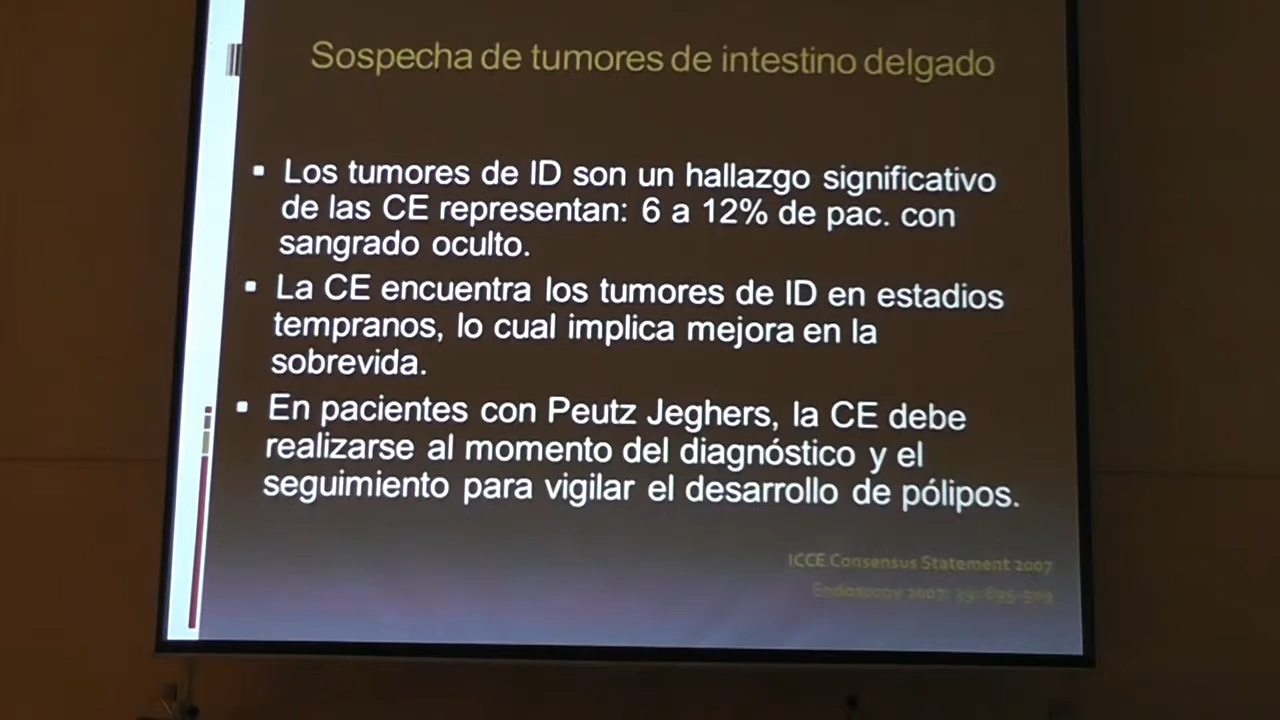 Sospecha de tumores de intestino delgado
▪ Los tumores de ID son un hallazgo significativo
de las CE representan: 6 a 12% de pac. con
sangrado oculto.
▪ La CE encuentra los tumores de ID en estadios
tempranos, lo cual implica mejora en la
sobrevida.
▪ En pacientes con Peutz Jeghers, la CE debe
realizarse al momento del diagnóstico y el
seguimiento para vigilar el desarrollo de pólipos.
ICCE Consensus Statement 2007
Endoscopy 2007;